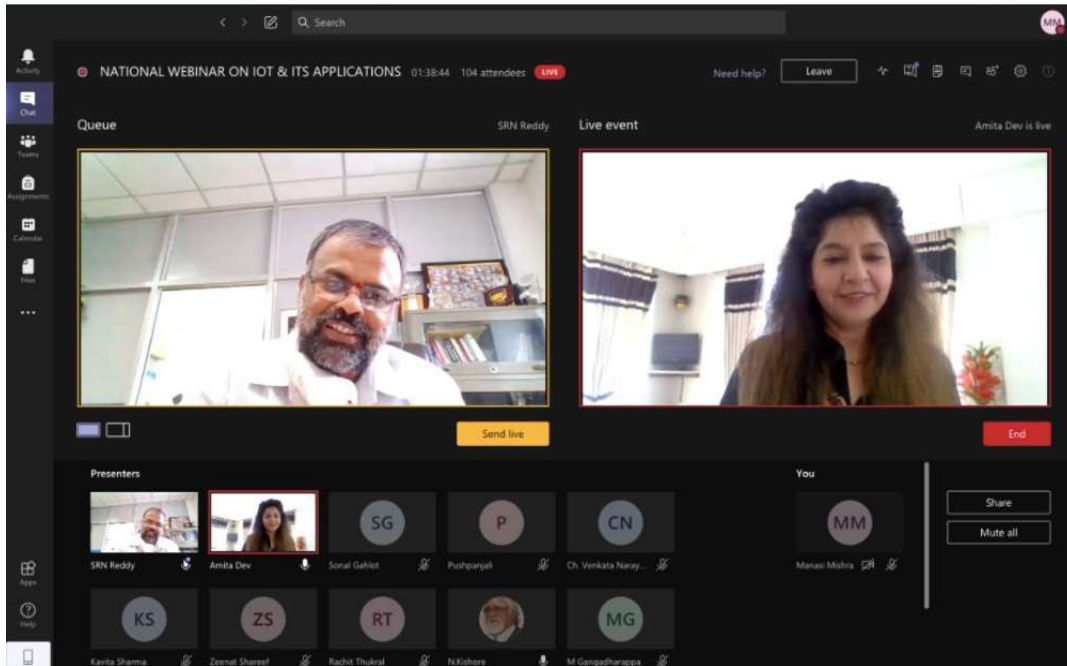 Search
MM
Activity
Chat
Teams
Assignments
Calendar
Files
Apps
Help
NATIONAL WEBINAR ON IOT & ITS APPLICATIONS 01:38:44 104 attendees LIVE
Need help? Leave
Queue SRN Reddy
Live event Amita Dev is live
Send live
End
Presenters
You
SG P CN MM
SRN Reddy Amita Dev Sonal Gahlot Pushpanjali Ch. Venkata Naray... Manasi Mishra
Share
Mute all
KS ZS RT MG
Kavita Sharma Zeenat Shareef Rachit Thukral N.Kishore M Gangadharappa